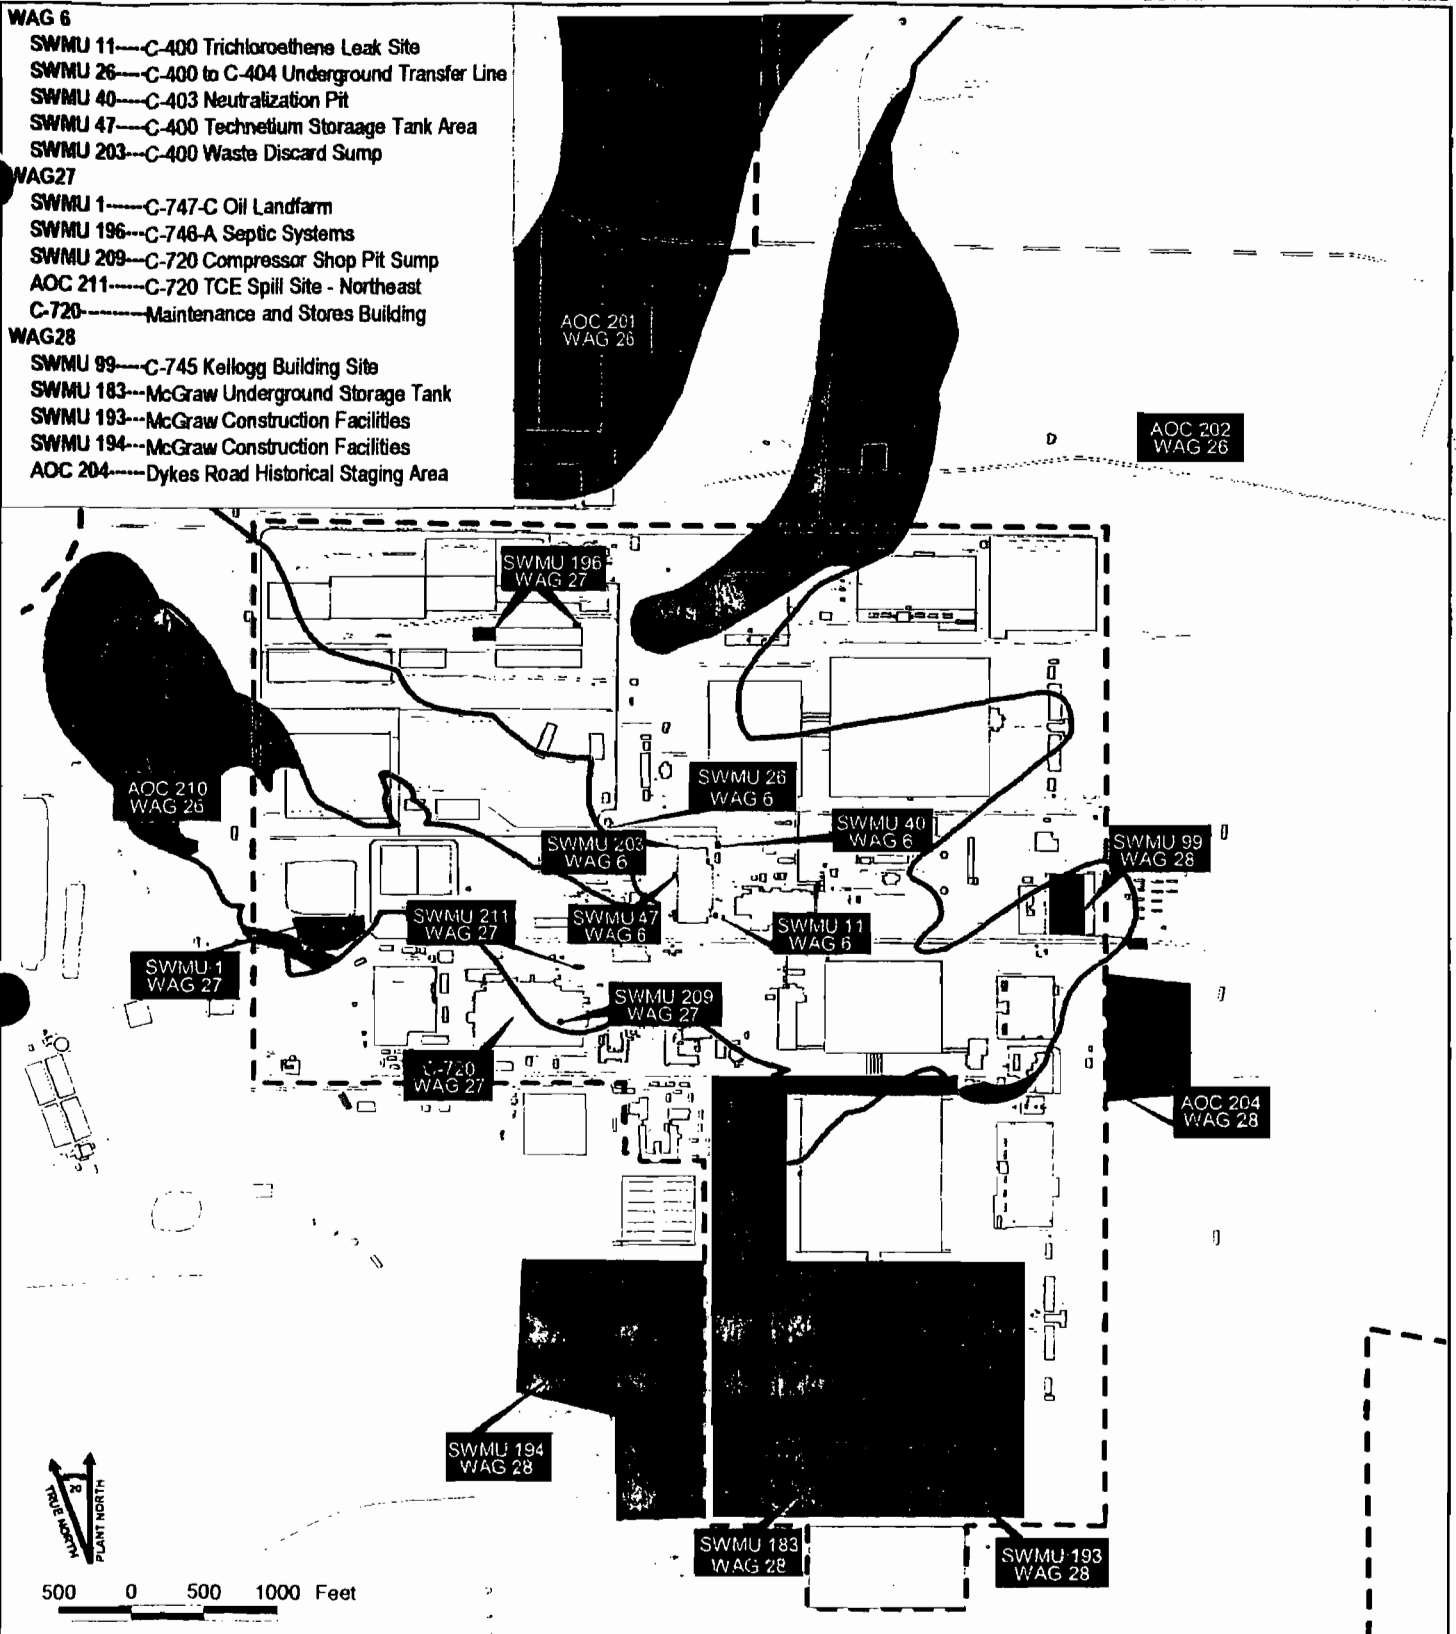 WAG 6
SWMU 11----C-400 Trichloroethene Leak Site
SWMU 26----C-400 to C-404 Underground Transfer Line
SWMU 40----C-403 Neutralization Pit
SWMU 47----C-400 Technetium Storaage Tank Area
SWMU 203---C-400 Waste Discard Sump
WAG27
SWMU 1------C-747-C Oil Landfarm
SWMU 196---C-746-A Septic Systems
SWMU 209---C-720 Compressor Shop Pit Sump
AOC 211-----C-720 TCE Spill Site - Northeast
C-720---------Maintenance and Stores Building
WAG28
SWMU 99----C-745 Kellogg Building Site
SWMU 183---McGraw Underground Storage Tank
SWMU 193---McGraw Construction Facilities
SWMU 194---McGraw Construction Facilities
AOC 204-----Dykes Road Historical Staging Area
AOC 201
WAG 26
AOC 202
WAG 26
SWMU 196
WAG 27
AOC 210
WAG 26
SWMU 26
WAG 6
SWMU 203
WAG 6
SWMU 40
WAG 6
SWMU 99
WAG 28
SWMU 211
WAG 27
SWMU 47
WAG 6
SWMU 11
WAG 6
SWMU 1
WAG 27
SWMU 209
WAG 27
C-720
WAG 27
AOC 204
WAG 28
SWMU 194
WAG 28
SWMU 183
WAG 28
SWMU 193
WAG 28
20
TRUE NORTH
PLANT NORTH
500 0 500 1000 Feet